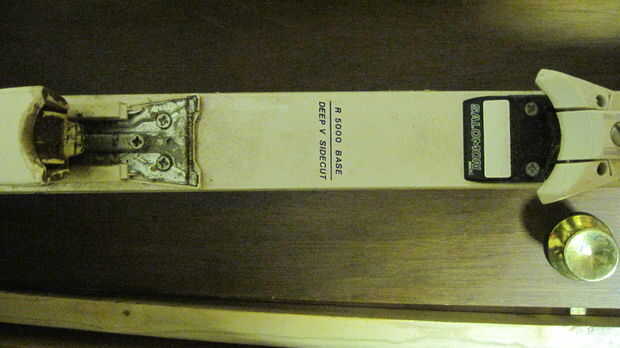 R 5000 BASE
DEEP V SIDECUT
SALOMON